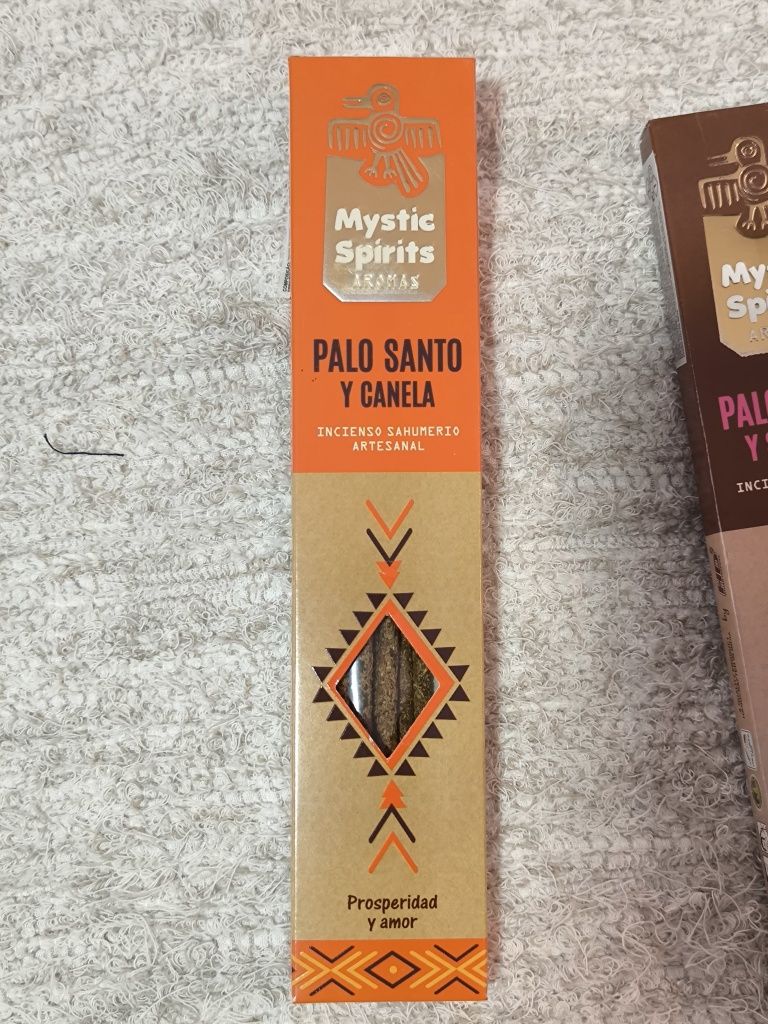 Mystic
Spirits
AROMAS
PALO SANTO
Y CANELA
INCIENSO SAHUMERIO
ARTESANAL
Prosperidad
y amor